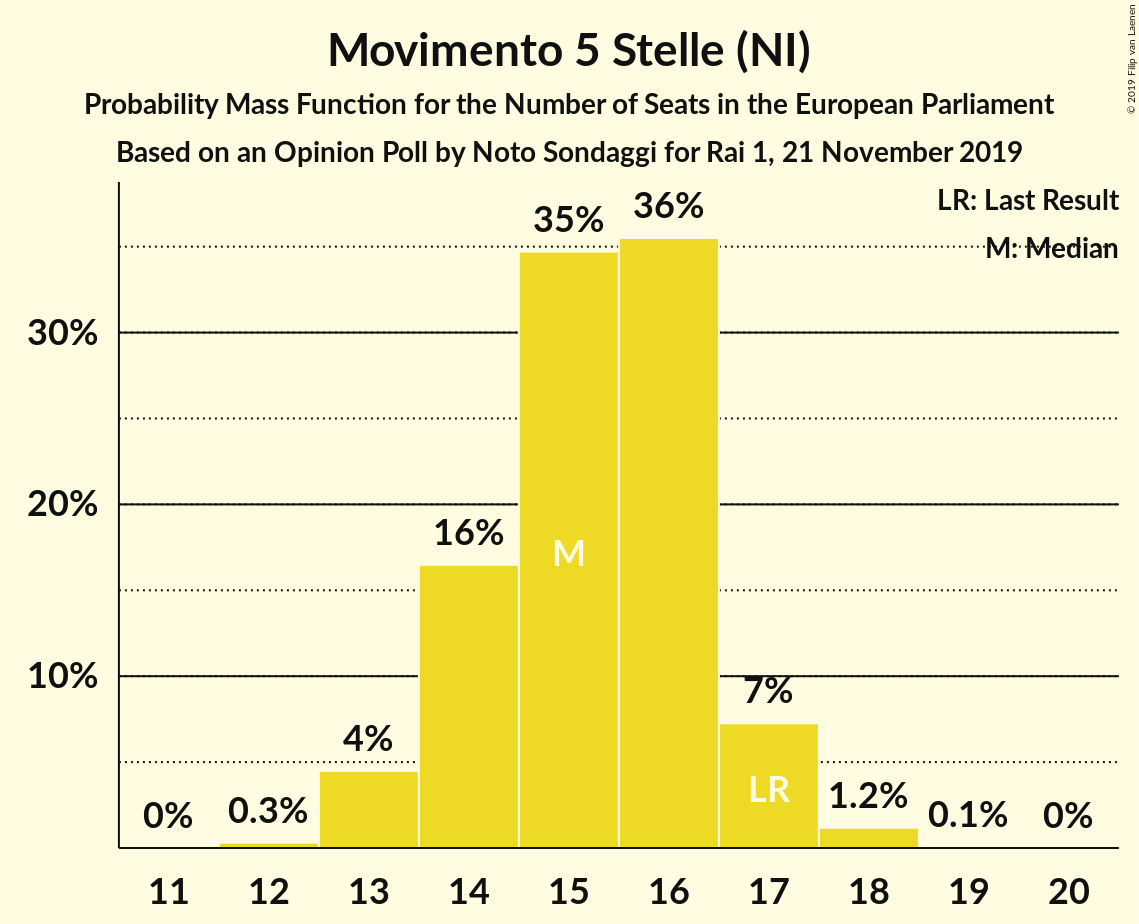 Movimento 5 Stelle (NI)
Probability Mass Function for the Number of Seats in the European Parliament
Based on an Opinion Poll by Noto Sondaggi for Rai 1, 21 November 2019
© 2019 Filip van Laenen
LR: Last Result
M: Median
30%
20%
10%
0%
0.3%
4%
16%
35%
36%
7%
1.2%
0.1%
0%
M
LR
11 12 13 14 15 16 17 18 19 20